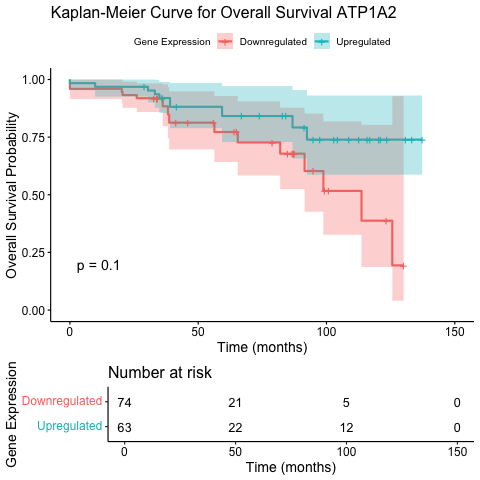 Kaplan-Meier Curve for Overall Survival ATP1A2
Gene Expression Downregulated Upregulated
Overall Survival Probability
1.00
0.75
0.50
0.25
0.00
p = 0.1
0 50 100 150
Time (months)
Number at risk
Gene Expression
Downregulated 74 21 5 0
Upregulated 63 22 12 0
0 50 100 150
Time (months)